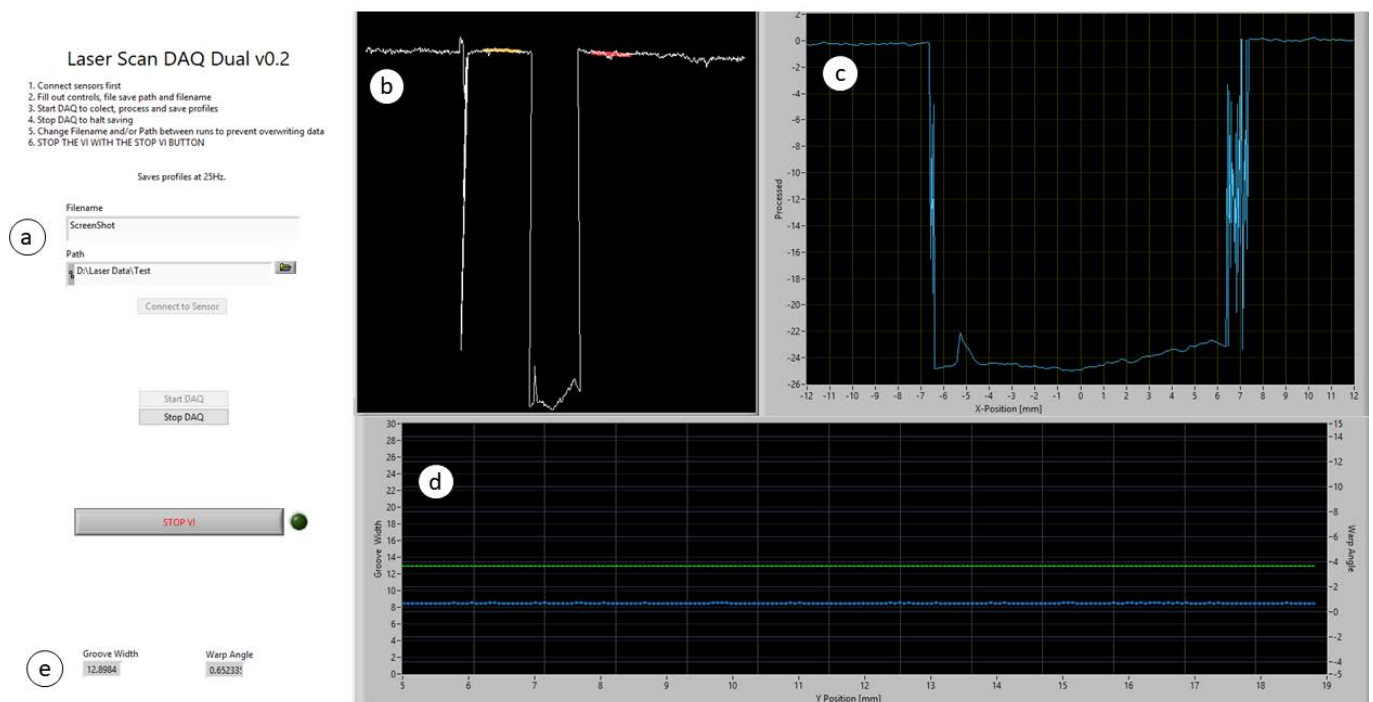 Laser Scan DAQ Dual v0.2
1. Connect sensors first
2. Fill out controls, file save path and filename
3. Start DAQ to colect, process and save profiles
4. Stop DAQ to halt saving
5. Change Filename and/or Path between runs to prevent overwriting data
6. STOP THE VI WITH THE STOP VI BUTTON
Saves profiles at 25Hz.
a
Filename
ScreenShot
Path
D:\Laser Data\Test
Connect to Sensor
Start DAQ
Stop DAQ
STOP VI
e
Groove Width
12.8984
Warp Angle
0.65233
b
c
Processed
2
0
-2
-4
-6
-8
-10
-12
-14
-16
-18
-20
-22
-24
-26
-12 -11 -10 -9 -8 -7 -6 -5 -4 -3 -2 -1 0 1 2 3 4 5 6 7 8 9 10 11 12
X-Position [mm]
d
Groove Width
30
28
26
24
22
20
18
16
14
12
10
8
6
4
2
0
5 6 7 8 9 10 11 12 13 14 15 16 17 18 19
Y Position [mm]
15
14
12
10
8
6
4
2
0
-2
-4
-5
Warp Angle